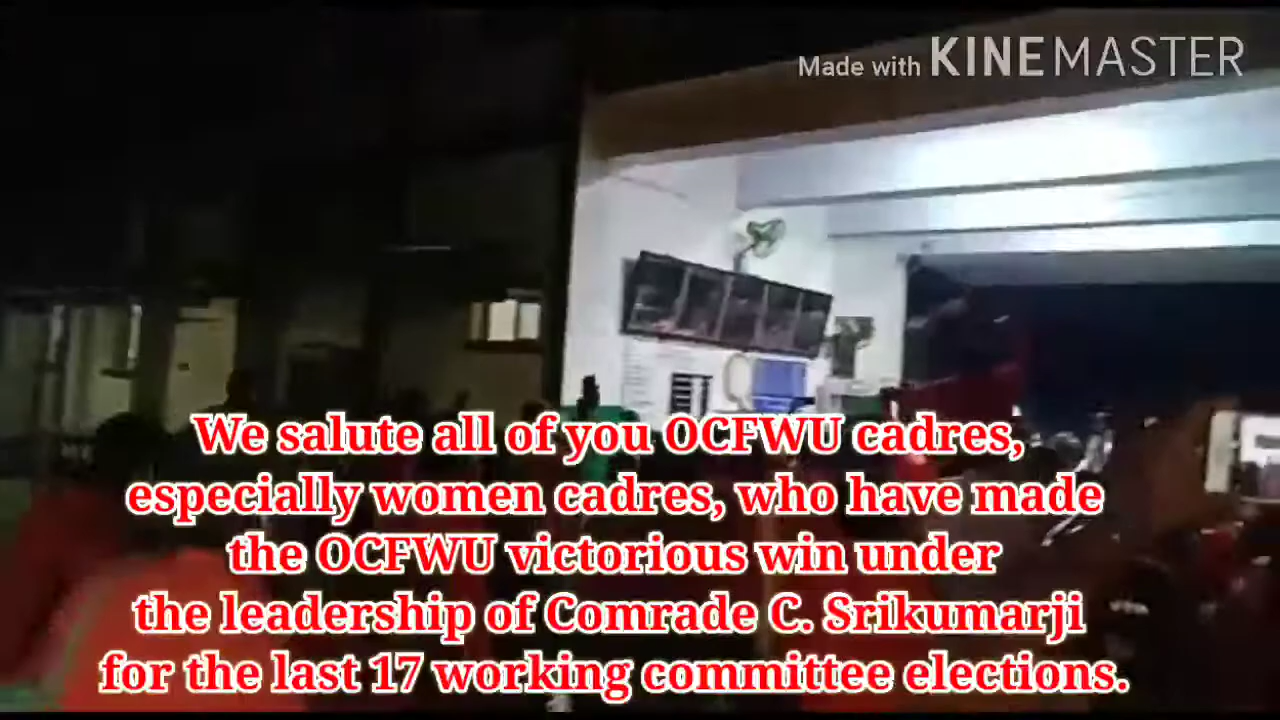 Made with KINEMASTER
We salute all of you OCFWU cadres,
especially women cadres, who have made
the OCFWU victorious win under
the leadership of Comrade C. Srikumarji
for the last 17 working committee elections.